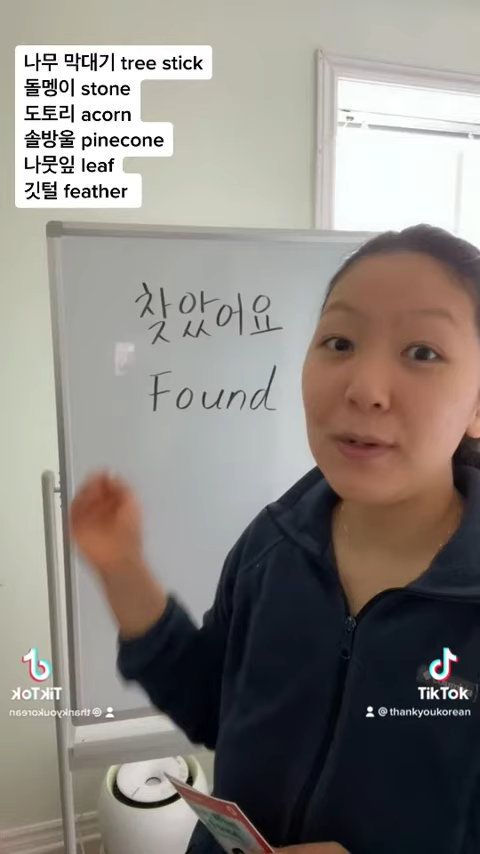 나무 막대기 tree stick
돌멩이 stone
도토리 acorn
솔방울 pinecone
나뭇잎 leaf
깃털 feather
찾았어요
Found
TikTok
@thankyoukorean
TikTok
@thankyoukorean